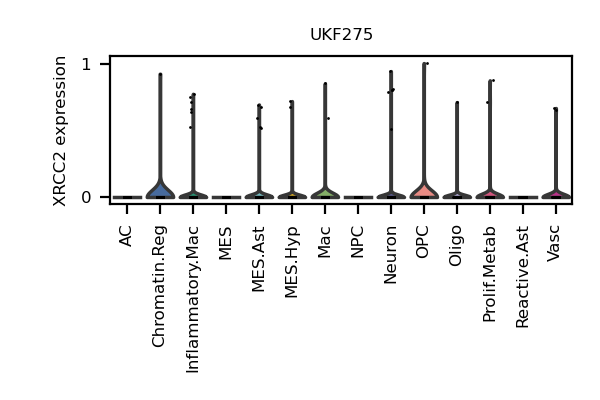 UKF275
XRCC2 expression
1
0
AC
Chromatin.Reg
Inflammatory.Mac
MES
MES.Ast
MES.Hyp
Mac
NPC
Neuron
OPC
Oligo
Prolif.Metab
Reactive.Ast
Vasc